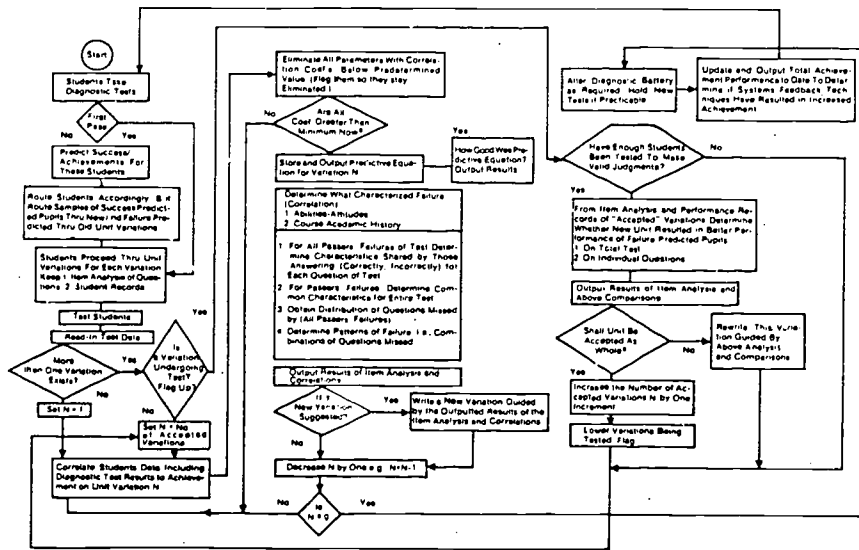 Start
Students Take
Diagnostic Tests
First
Pass
No
Yes
Predict Success/
Achievements For
These Students
Route Students Accordingly, But
Route Samples of Success Predicted
Pupils Thru New and Failure Pre-
dicted Thru Old Unit Variations
Students Proceed Thru Unit
Variations For Each Variation
Keep 1 Item Analysis of Ques-
tions 2 Student Records
Test Students
Read-In Test Data
More
than One Variation
Exists?
Yes
No
Set N = 1
Is
a Variation
Undergoing
Test?
Flag Up?
Yes
No
Set N = No
of Accepted
Variations
Correlate Students Data Including
Diagnostic Test Results to Achieve-
ment on Unit Variation N
Eliminate All Parameters With Correla-
tion Coefs Below Predetermined
Value (Flag them so they stay
Eliminated)
No
Are All
Coef Greater Then
Minimum Now?
Yes
Store and Output Predictive Equa-
tion for Variation N
How Good Was Pre-
dictive Equation?
Output Results
Determine What Characterized Failure
(Correlation)
1 Abilities-Attitudes
2 Course Academic History
1 For All Passers, Failures of Test Deter-
mine Characteristics Shared by Those
Answering (Correctly, Incorrectly) for
Each Question of Test
2 For Passers Failures, Determine Com-
mon Characteristics for Entire Test
3 Obtain Distribution of Questions Missed
by (All Passers, Failures)
4 Determine Patterns of Failure i.e., Com-
binations of Questions Missed
Output Results of Item Analysis and
Correlations
Is a
New Variation
Suggested?
Yes
No
Write a New Variation Guided
by the Outputted Results of the
Item Analysis and Correlations
Decrease N by One e.g. N=N-1
No
Is
Yes
Alter Diagnostic Battery
as Required. Hold New
Tests if Practicable
Update and Output Total Achieve-
ment Performance to Date To Deter-
mine if Systems Feedback Tech-
niques Have Resulted in Increased
Achievement
Have Enough Students
Been Tested To Make
Valid Judgments?
No
Yes
From Item Analysis and Performance
Records of "Accepted" Variations Determine
Whether New Unit Resulted in Better Per-
formance of Failure Predicted Pupils
1 On Total Test
2 On Individual Questions
Output Results of Item Analysis and
Above Comparisons
Shall Unit be
Accepted As
Whole?
No
Yes
Rewrite This Varia-
tion Guided By
Above Analysis
and Comparisons
Increase the Number of Ac-
cepted Variations N by One
Increment
Lower Variations Being
Tested Flag